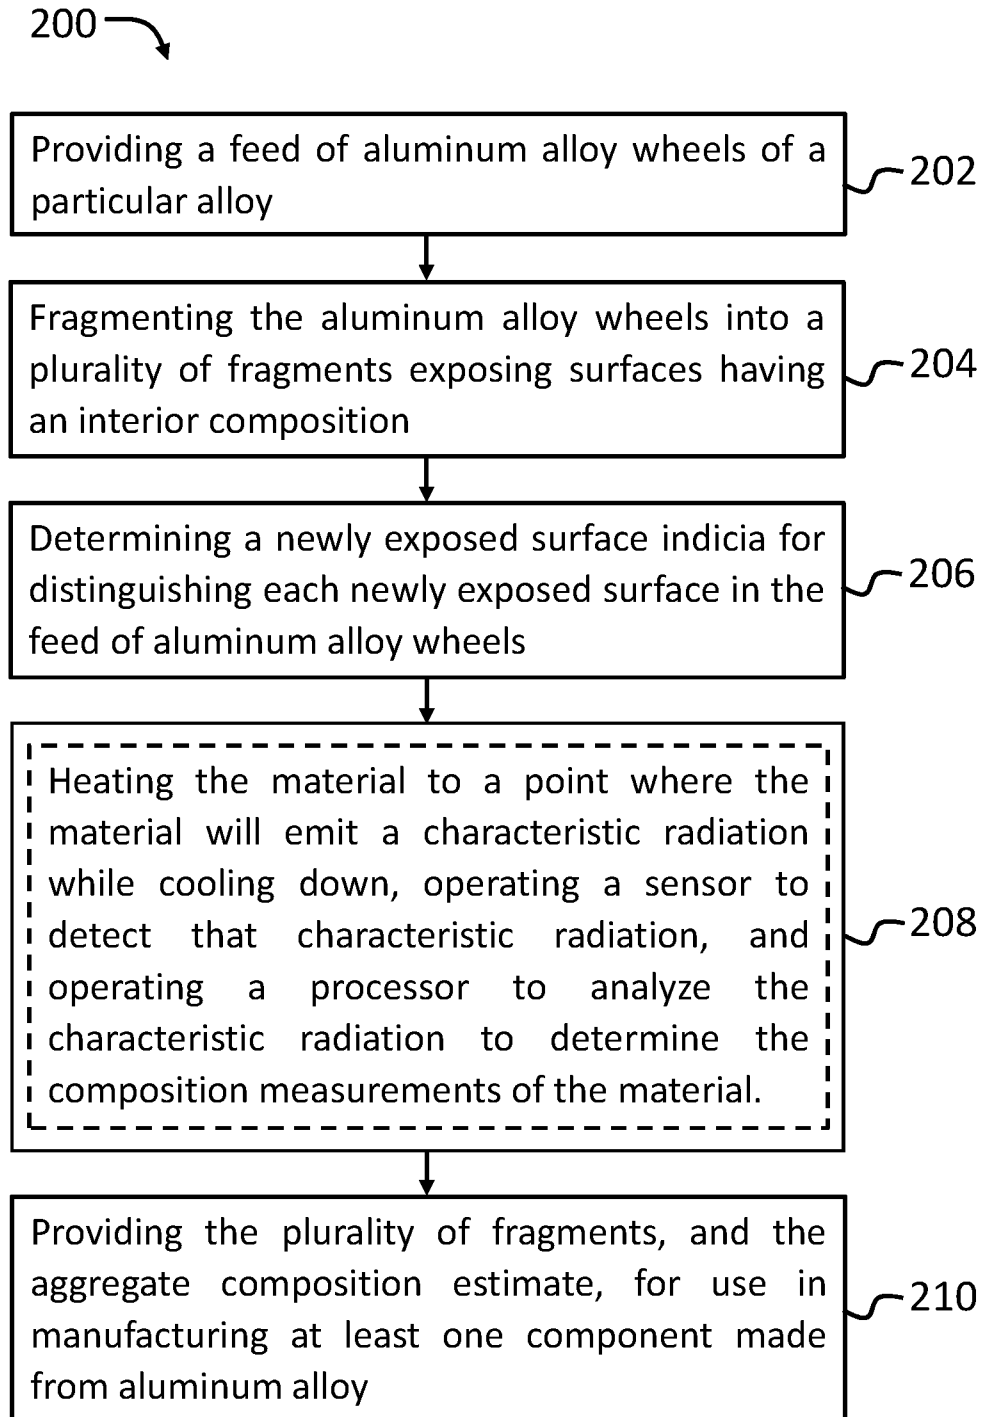 200
Providing a feed of aluminum alloy wheels of a
particular alloy
202
Fragmenting the aluminum alloy wheels into a
plurality of fragments exposing surfaces having
an interior composition
204
Determining a newly exposed surface indicia for
distinguishing each newly exposed surface in the
feed of aluminum alloy wheels
206
Heating the material to a point where the
material will emit a characteristic radiation
while cooling down, operating a sensor to
detect that characteristic radiation, and
operating a processor to analyze the
characteristic radiation to determine the
composition measurements of the material.
208
Providing the plurality of fragments, and the
aggregate composition estimate, for use in
manufacturing at least one component made
from aluminum alloy
210